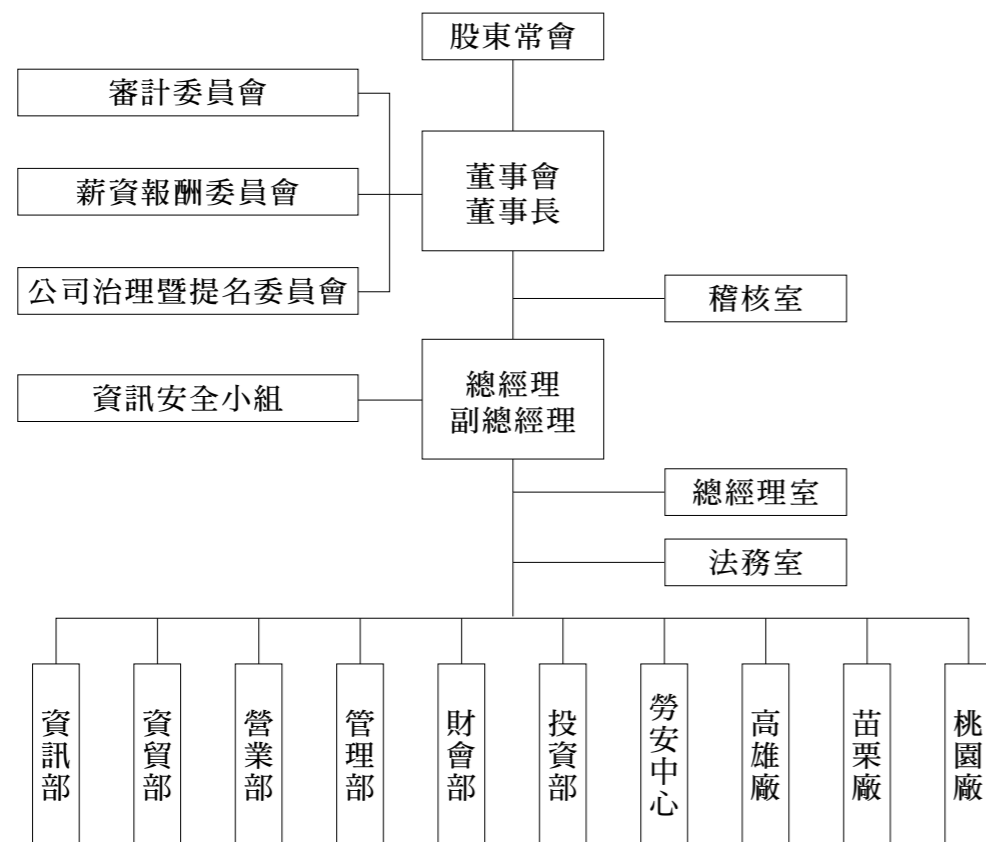 股東常會
審計委員會
薪資報酬委員會
董事會
董事長
公司治理暨提名委員會
稽核室
資訊安全小組
總經理
副總經理
總經理室
法務室
資訊部
資貿部
營業部
管理部
財會部
投資部
勞安中心
高雄廠
苗栗廠
桃園廠